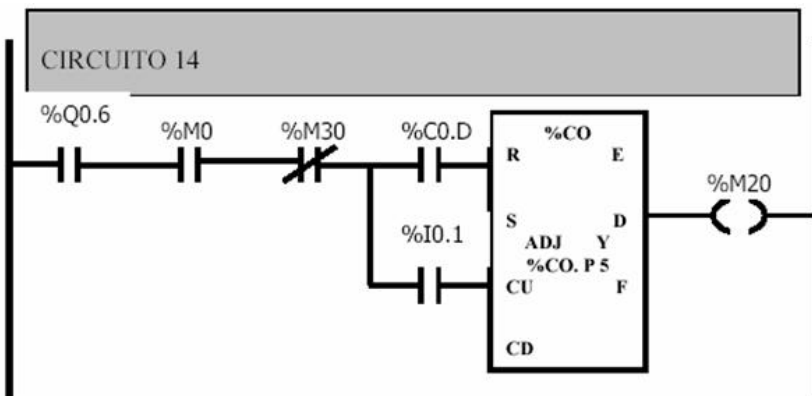 CIRCUITO 14
%Q0.6
%M0
%M30
%C0.D
%CO
R E
%M20
S D
%I0.1
ADJ Y
%CO. P 5
CU F
CD